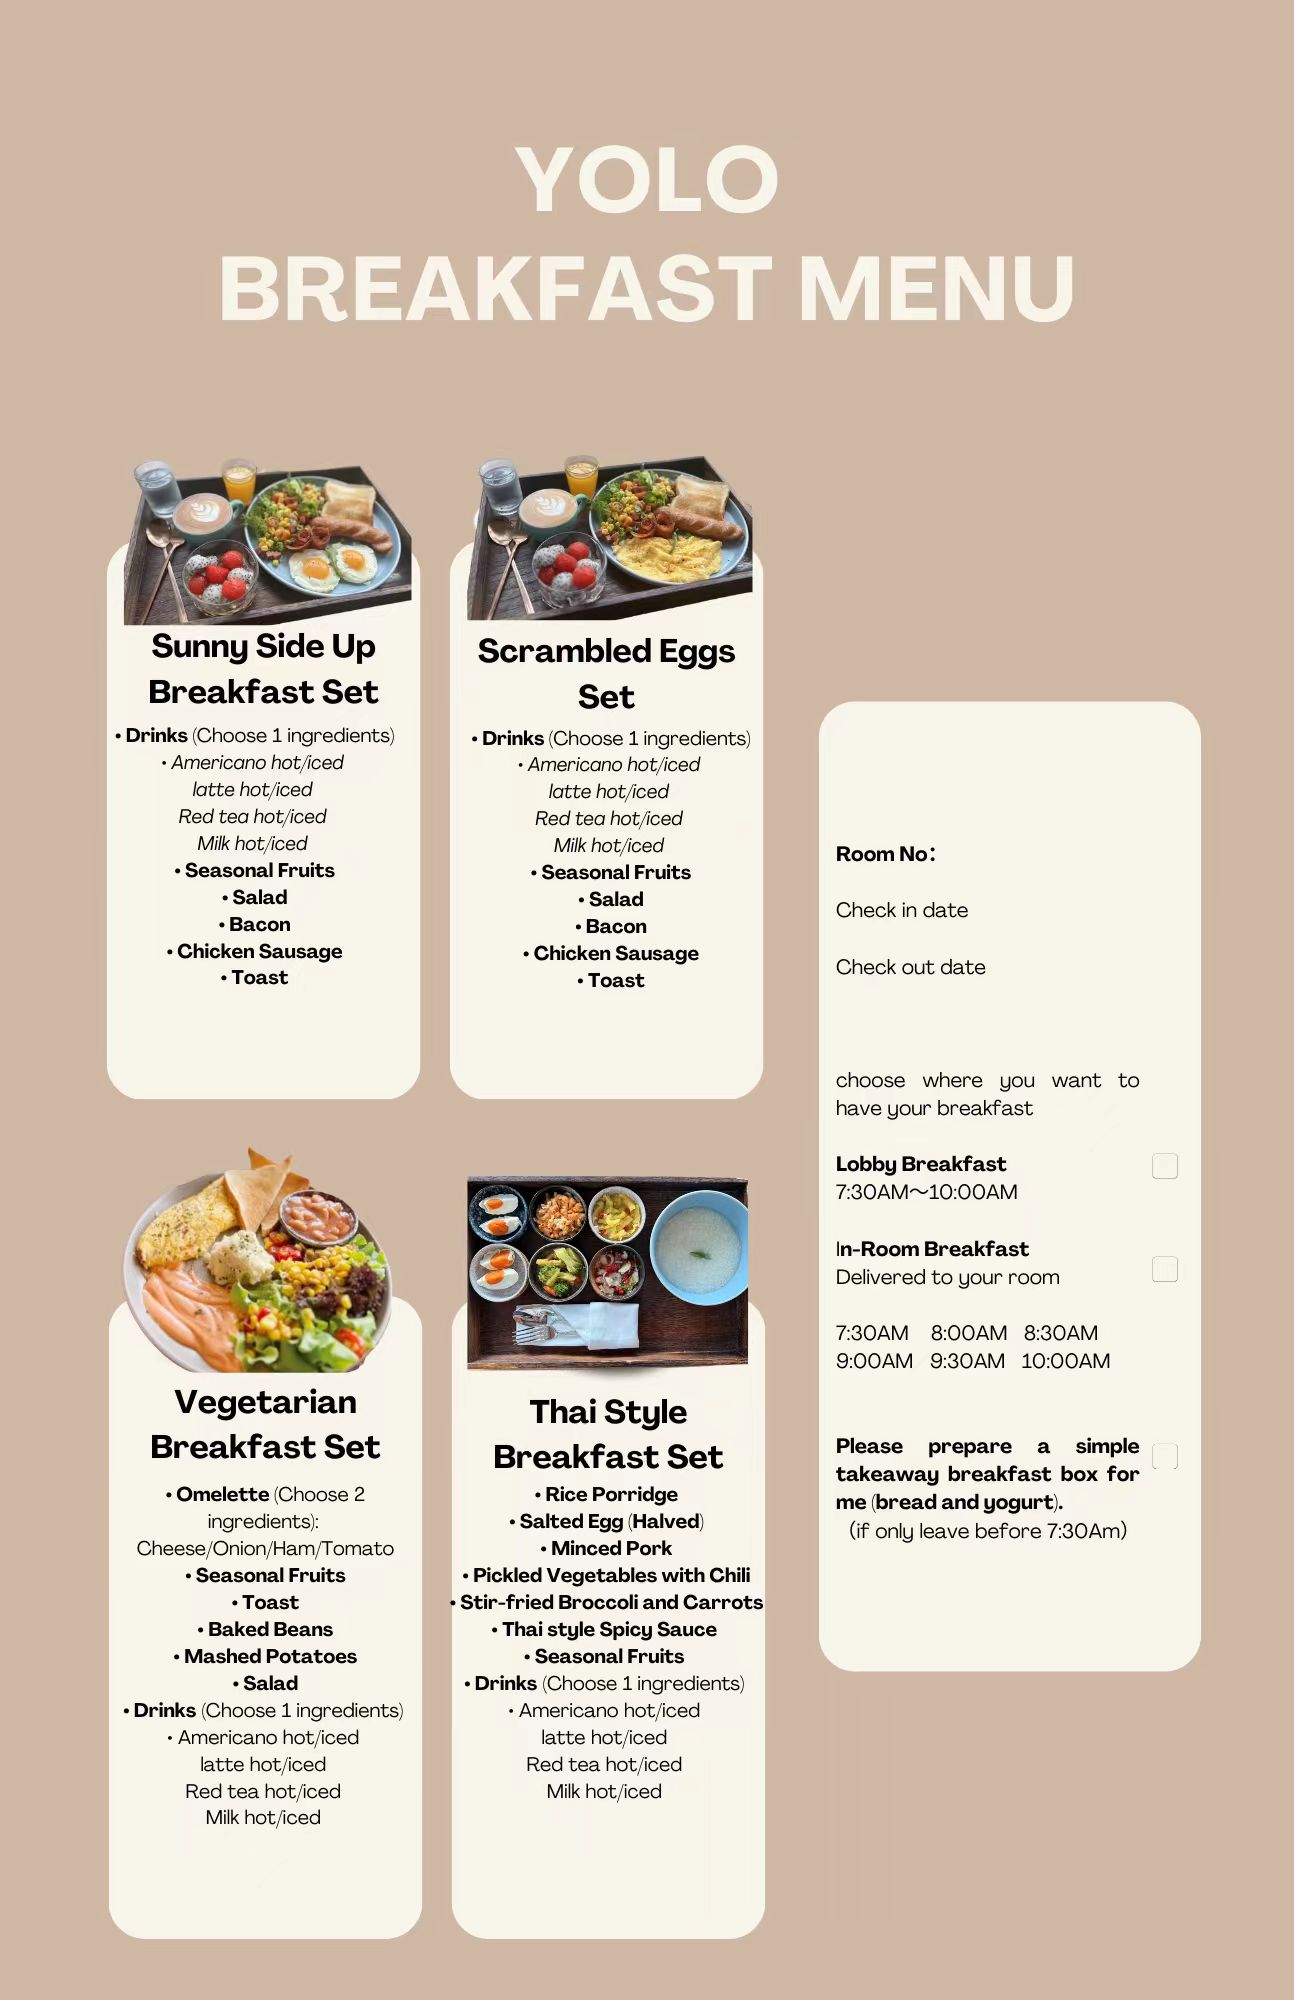 YOLO
BREAKFAST MENU
Sunny Side Up
Breakfast Set
• Drinks (Choose 1 ingredients)
• Americano hot/iced
latte hot/iced
Red tea hot/iced
Milk hot/iced
• Seasonal Fruits
• Salad
• Bacon
• Chicken Sausage
• Toast
Scrambled Eggs
Set
• Drinks (Choose 1 ingredients)
• Americano hot/iced
latte hot/iced
Red tea hot/iced
Milk hot/iced
• Seasonal Fruits
• Salad
• Bacon
• Chicken Sausage
• Toast
Vegetarian
Breakfast Set
• Omelette (Choose 2
ingredients):
Cheese/Onion/Ham/Tomato
• Seasonal Fruits
• Toast
• Baked Beans
• Mashed Potatoes
• Salad
• Drinks (Choose 1 ingredients)
• Americano hot/iced
latte hot/iced
Red tea hot/iced
Milk hot/iced
Thai Style
Breakfast Set
• Rice Porridge
• Salted Egg (Halved)
• Minced Pork
• Pickled Vegetables with Chili
• Stir-fried Broccoli and Carrots
• Thai style Spicy Sauce
• Seasonal Fruits
• Drinks (Choose 1 ingredients)
• Americano hot/iced
latte hot/iced
Red tea hot/iced
Milk hot/iced
Room No：
Check in date
Check out date
choose where you want to
have your breakfast
Lobby Breakfast
7:30AM～10:00AM
In-Room Breakfast
Delivered to your room
7:30AM 8:00AM 8:30AM
9:00AM 9:30AM 10:00AM
Please prepare a simple
takeaway breakfast box for
me (bread and yogurt).
（if only leave before 7:30Am）